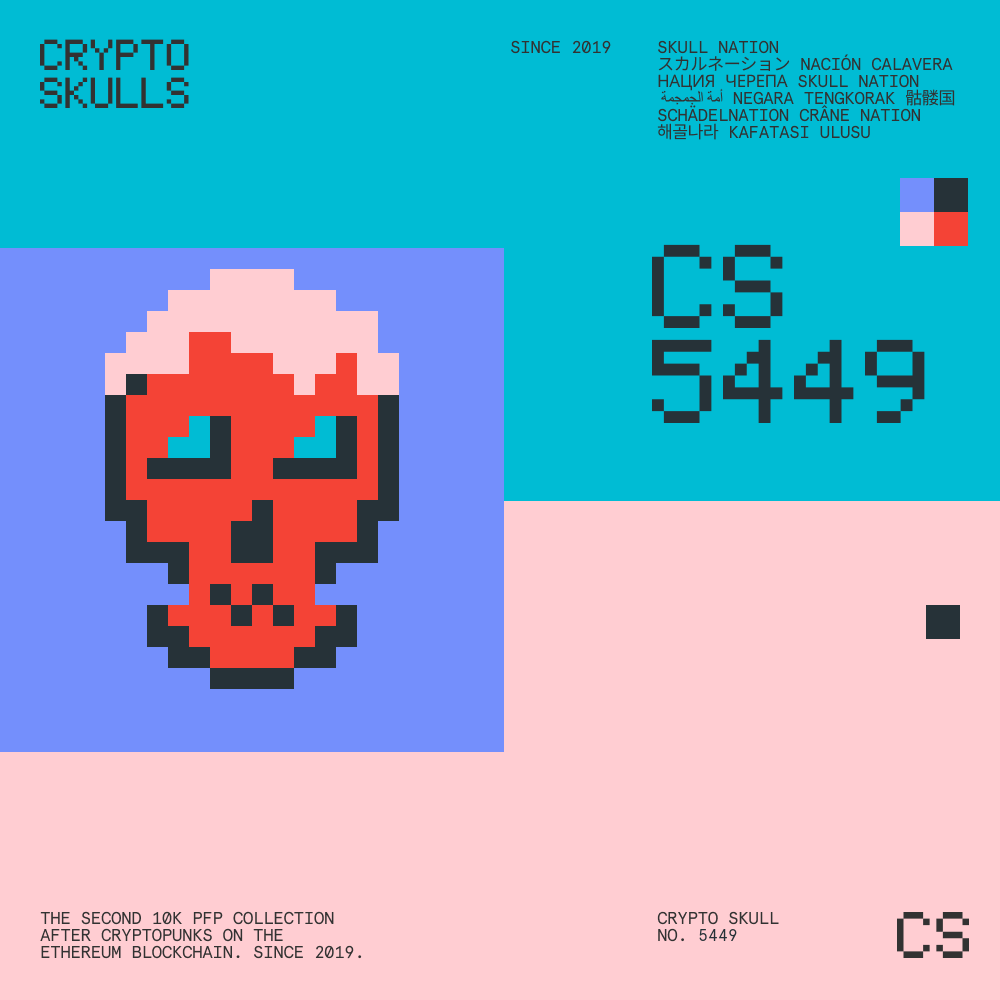 CRYPTO
SKULLS
SINCE 2019
SKULL NATION
スカルネーション NACIÓN CALAVERA
НАЦИЯ ЧЕРЕПА SKULL NATION
أمة الجمجمة NEGARA TENGKORAK 骷髅国
SCHÄDELNATION CRÂNE NATION
해골나라 KAFATASI ULUSU
CS
5449
THE SECOND 10K PFP COLLECTION
AFTER CRYPTOPUNKS ON THE
ETHEREUM BLOCKCHAIN. SINCE 2019.
CRYPTO SKULL
NO. 5449
CS